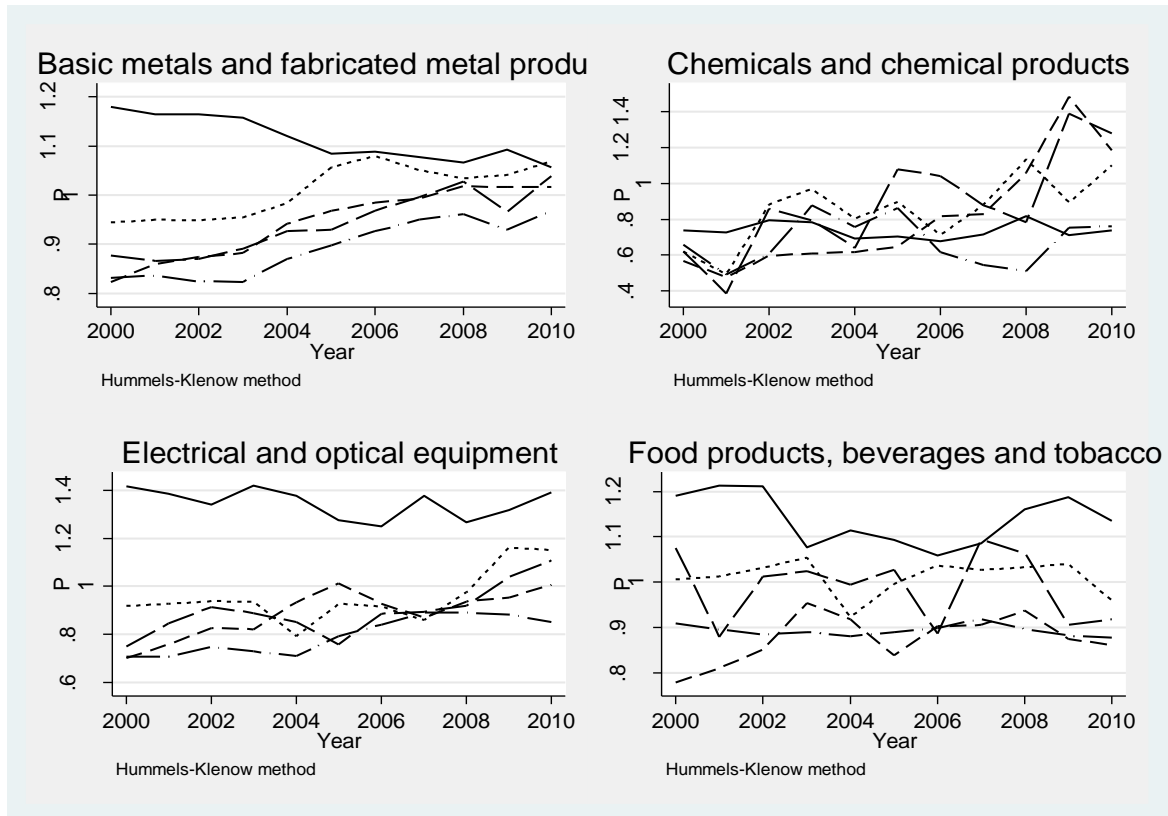 Basic metals and fabricated metal produ
1.2
1.1
P
1
.9
.8
2000 2002 2004 2006 2008 2010
Year
Hummels-Klenow method
Chemicals and chemical products
1.4
1.2
P
1
.8
.6
.4
2000 2002 2004 2006 2008 2010
Year
Hummels-Klenow method
Electrical and optical equipment
1.4
1.2
P
1
.8
.6
2000 2002 2004 2006 2008 2010
Year
Hummels-Klenow method
Food products, beverages and tobacco
1.2
1.1
P
1
.9
.8
2000 2002 2004 2006 2008 2010
Year
Hummels-Klenow method